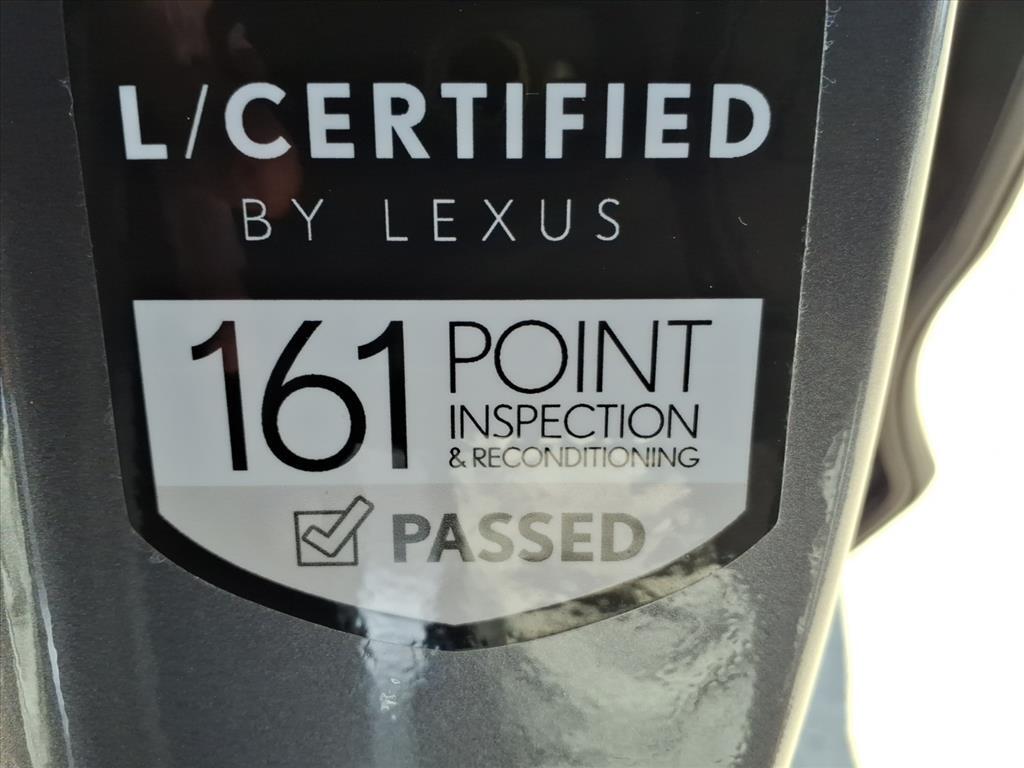 L/CERTIFIED
BY LEXUS
161 POINT
INSPECTION
& RECONDITIONING
PASSED